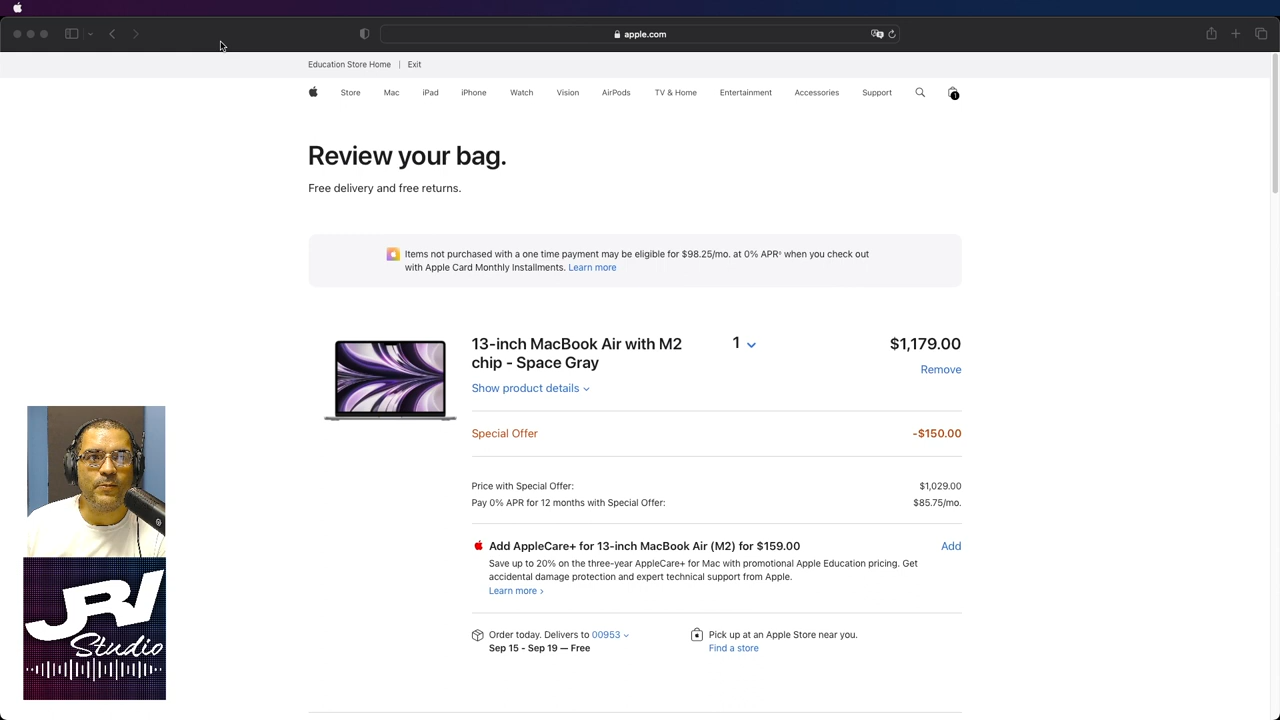 apple.com
Education Store Home | Exit
Store Mac iPad iPhone Watch Vision AirPods TV & Home Entertainment Accessories Support
1
Review your bag.
Free delivery and free returns.
Items not purchased with a one time payment may be eligible for $98.25/mo. at 0% APR◊ when you check out
with Apple Card Monthly Installments. Learn more
13-inch MacBook Air with M2 1 $1,179.00
chip - Space Gray
Remove
Show product details
Special Offer -$150.00
Price with Special Offer: $1,029.00
Pay 0% APR for 12 months with Special Offer: $85.75/mo.
Add AppleCare+ for 13-inch MacBook Air (M2) for $159.00 Add
Save up to 20% on the three-year AppleCare+ for Mac with promotional Apple Education pricing. Get
accidental damage protection and expert technical support from Apple.
Learn more >
Order today. Delivers to 00953
Sep 15 - Sep 19 — Free
Pick up at an Apple Store near you.
Find a store
JRV
Studio